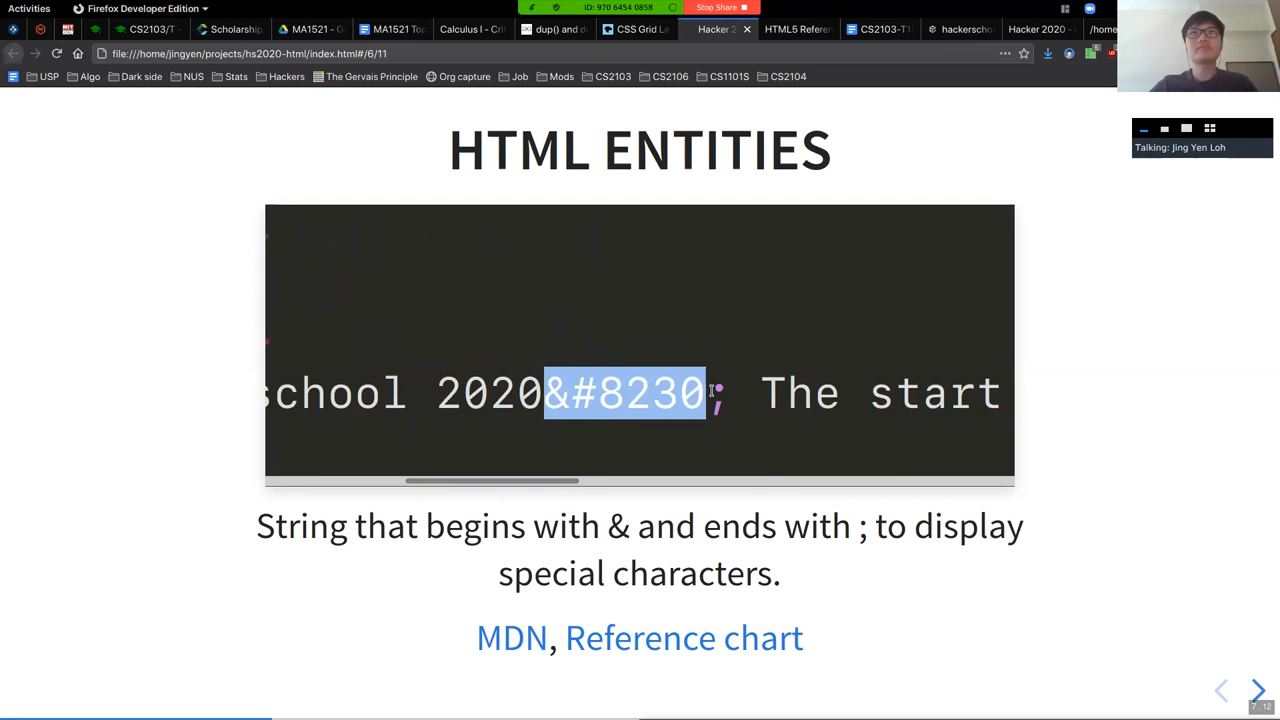 Activities
Firefox Developer Edition
ID: 970 6454 0858
Stop Share
CS2103/T
Scholarship
MA1521 - G
MA1521 Top
Calculus I - Cri
dup() and d
CSS Grid La
Hacker 2
HTML5 Refere
CS2103-T1
hackerscho
Hacker 2020 -
/home
file:///home/jingyen/projects/hs2020-html/index.html#/6/11
USP
Algo
Dark side
NUS
Stats
Hackers
The Gervais Principle
Org capture
Job
Mods
CS2103
CS2106
CS1101S
CS2104
Talking: Jing Yen Loh
HTML ENTITIES
school 2020&#8230; The start
String that begins with & and ends with ; to display
special characters.
MDN, Reference chart
7.12